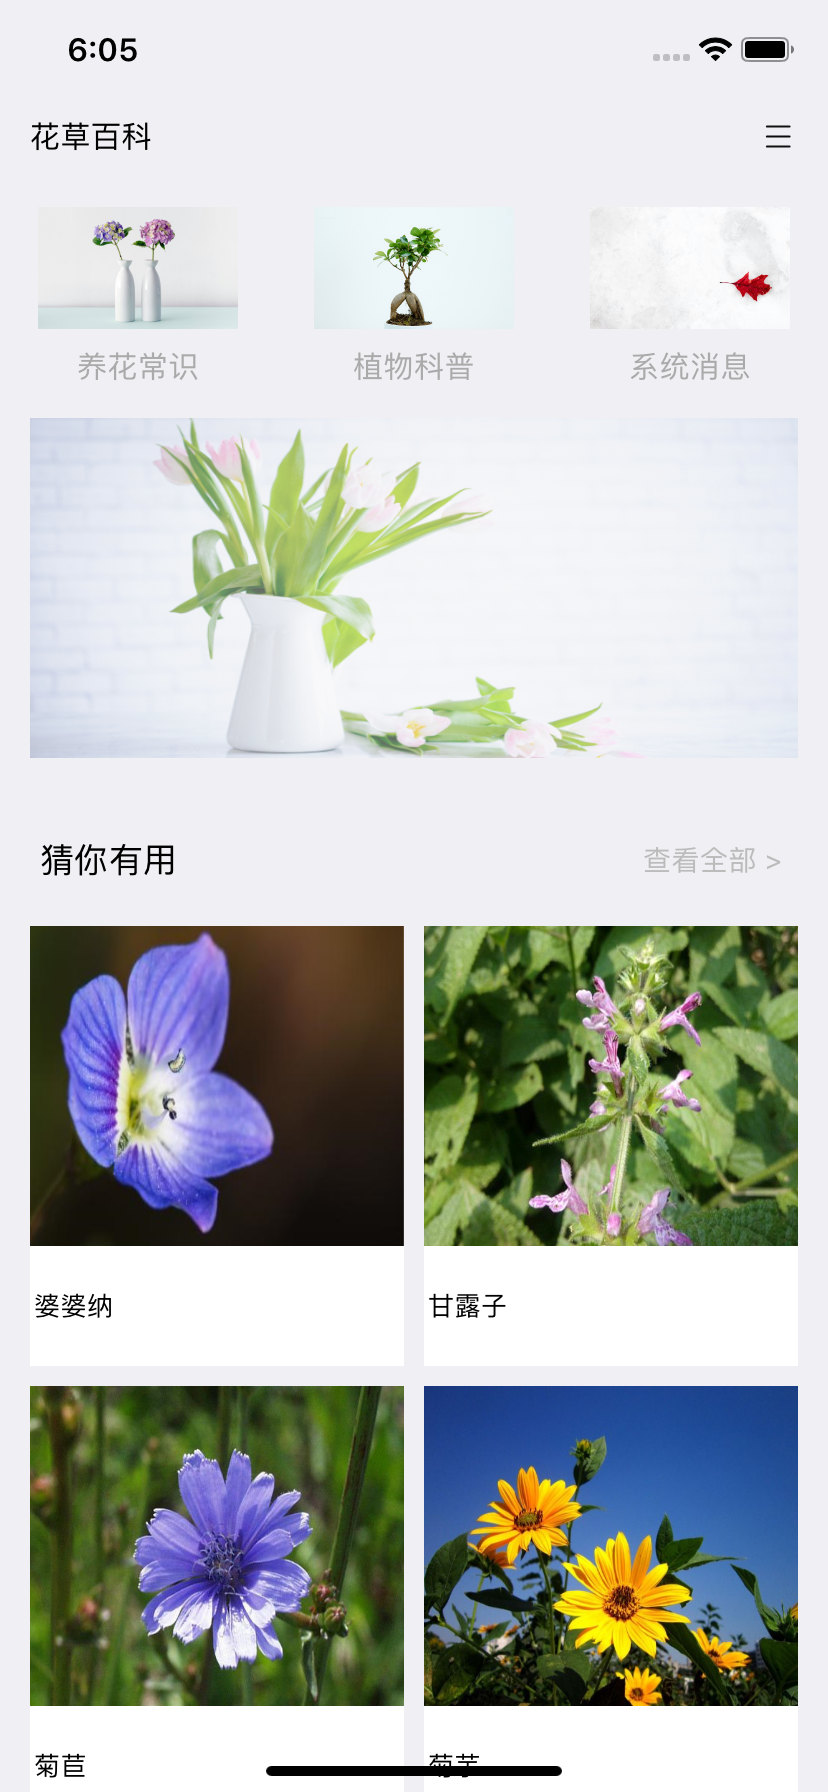 6:05
花草百科
养花常识 植物科普 系统消息
猜你有用 查看全部 >
婆婆纳 甘露子
菊苣 菊芋